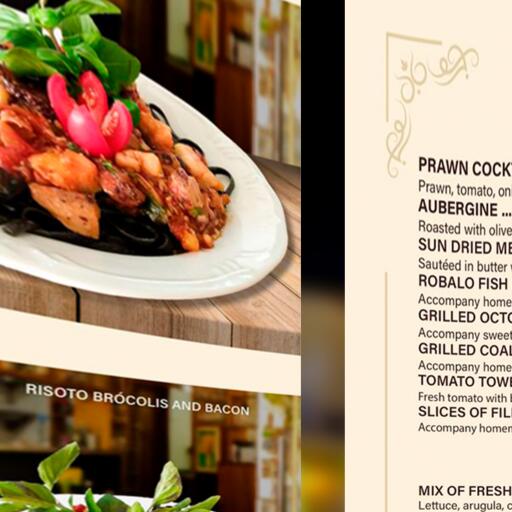 RISOTO BRÓCOLIS AND BACON
PRAWN COCK
Prawn, tomato, oni
AUBERGINE ...
Roasted with olive
SUN DRIED ME
Sautéed in butter
ROBALO FISH
Accompany home
GRILLED OCTO
Accompany sweet
GRILLED COAL
Accompany home
TOMATO TOWE
Fresh tomato with
SLICES OF FIL
Accompany homem
MIX OF FRESH
Lettuce, arugula, c